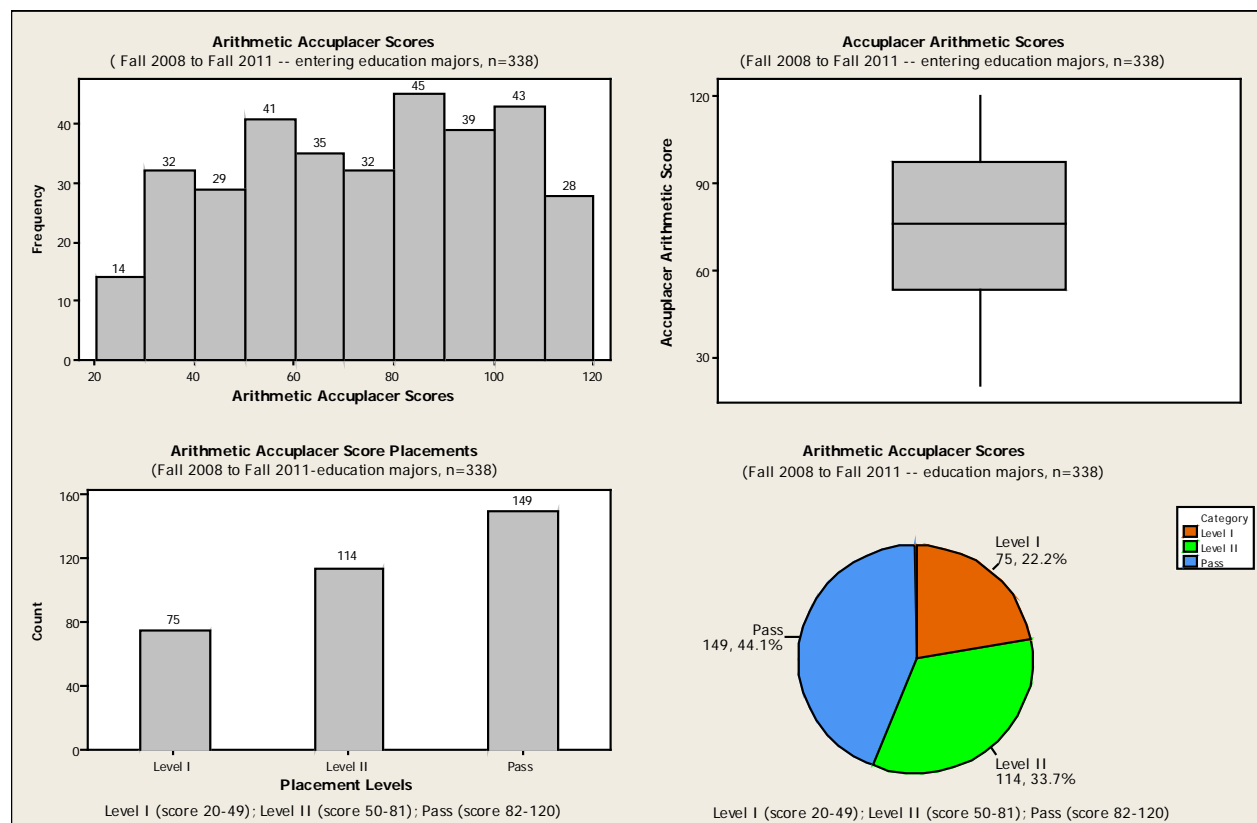 Arithmetic Accuplacer Scores
( Fall 2008 to Fall 2011 -- entering education majors, n=338)
Frequency
40
30
20
10
0
14
32
29
41
35
32
45
39
43
28
20
40
60
80
100
120
Arithmetic Accuplacer Scores
Accuplacer Arithmetic Scores
(Fall 2008 to Fall 2011 -- entering education majors, n=338)
Accuplacer Arithmetic Score
120
90
60
30
Arithmetic Accuplacer Score Placements
(Fall 2008 to Fall 2011-education majors, n=338)
Count
160
120
80
40
0
75
114
149
Level I
Level II
Pass
Placement Levels
Level I (score 20-49); Level II (score 50-81); Pass (score 82-120)
Arithmetic Accuplacer Scores
(Fall 2008 to Fall 2011 -- education majors, n=338)
Category
Level I
Level II
Pass
Level I
75, 22.2%
Pass
149, 44.1%
Level II
114, 33.7%
Level I (score 20-49); Level II (score 50-81); Pass (score 82-120)